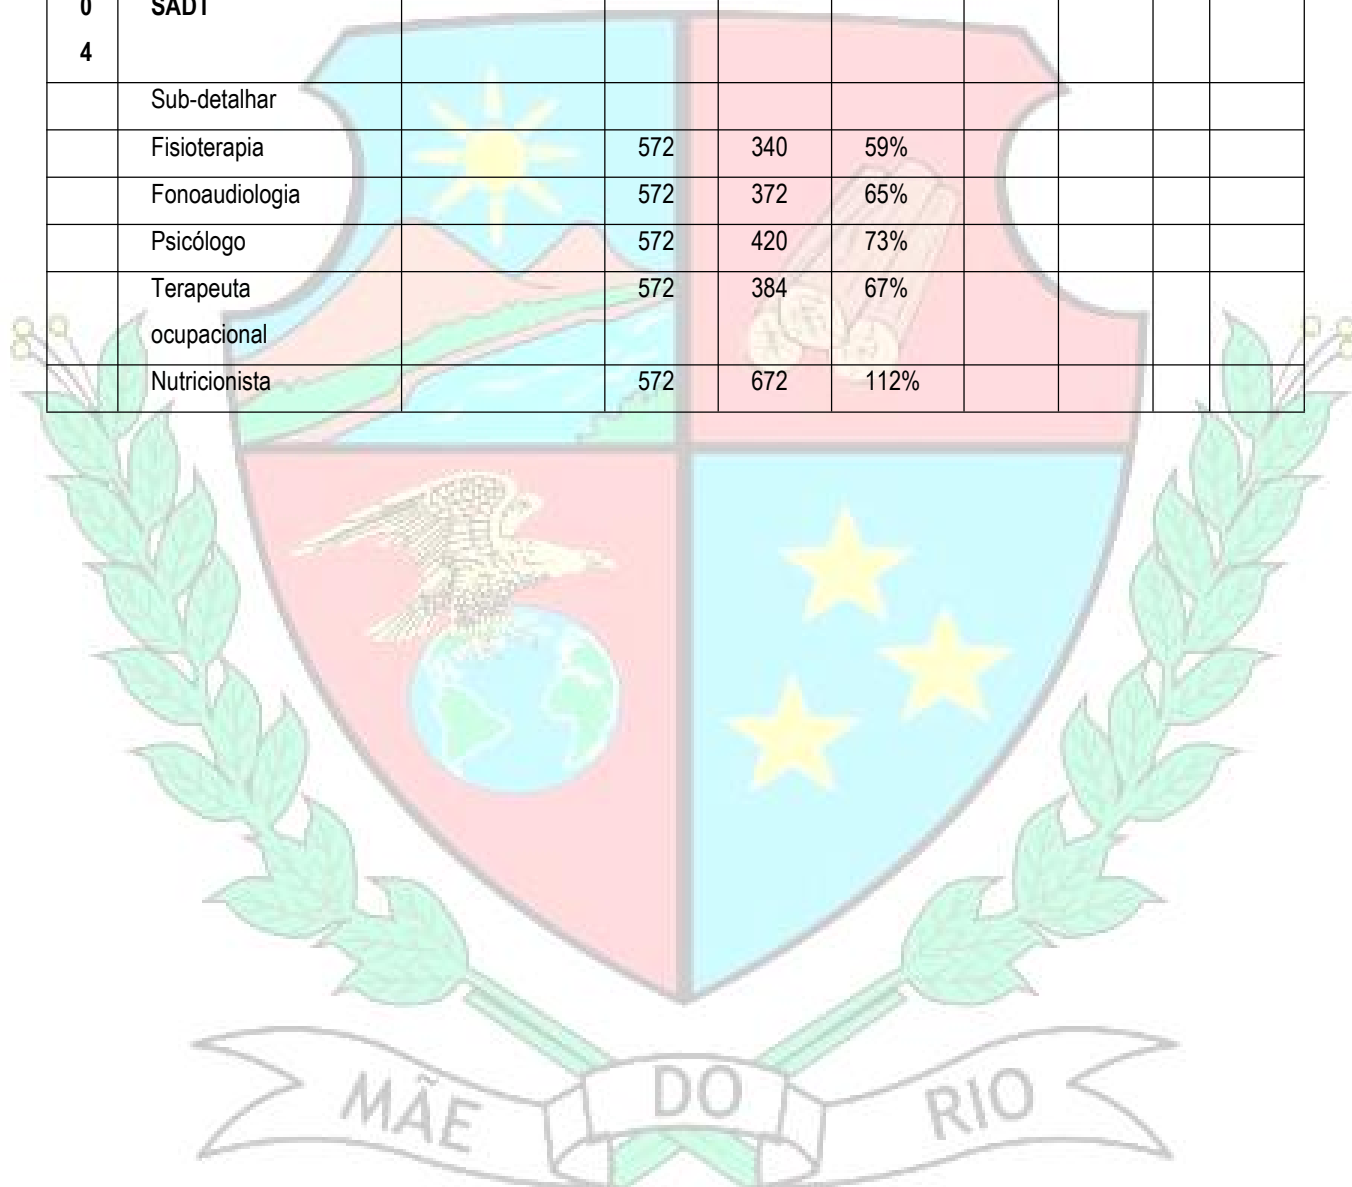 0 SADT
4
Sub-detalhar
Fisioterapia 572 340 59%
Fonoaudiologia 572 372 65%
Psicólogo 572 420 73%
Terapeuta 572 384 67%
ocupacional
Nutricionista 572 672 112%
MÃE DO RIO